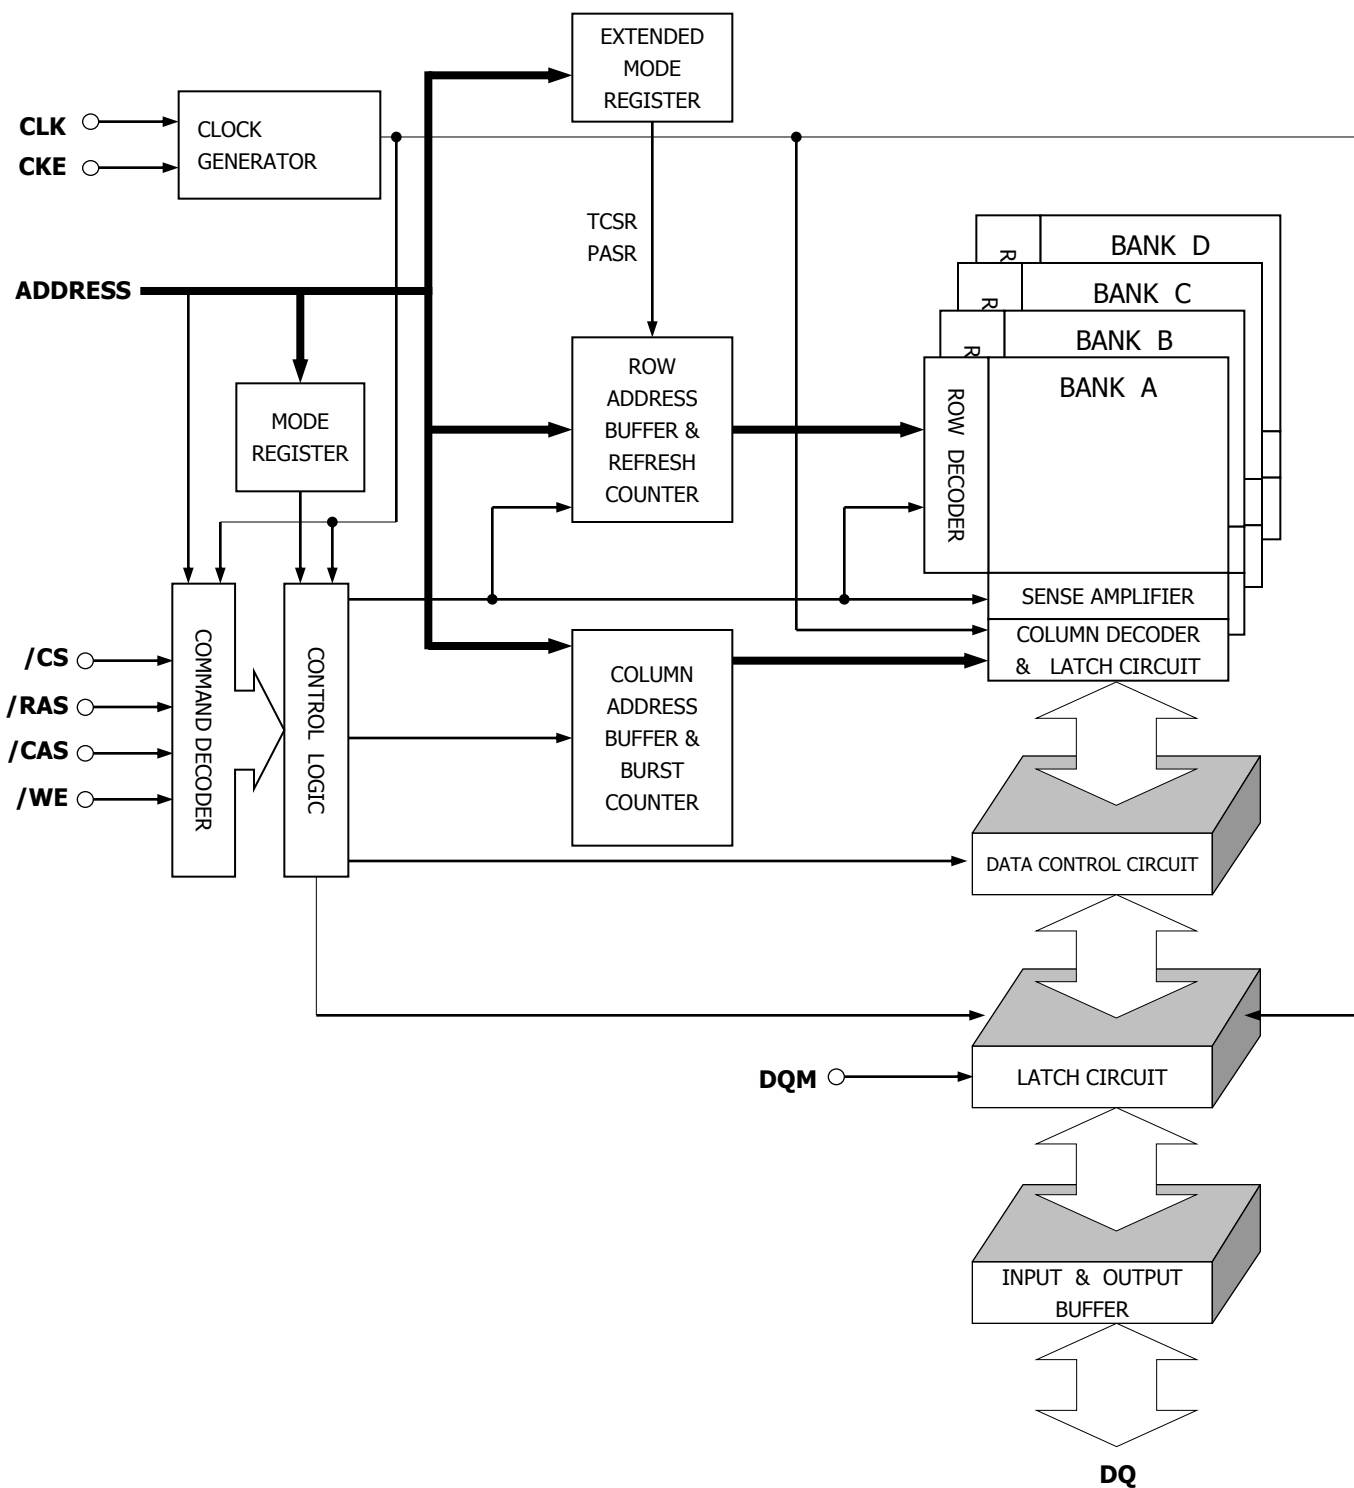 EXTENDED
MODE
REGISTER
CLK
CKE
CLOCK
GENERATOR
TCSR
PASR
ADDRESS
R
BANK D
R
BANK C
R
BANK B
BANK A
ROW DECODER
ROW
ADDRESS
BUFFER &
REFRESH
COUNTER
MODE
REGISTER
SENSE AMPLIFIER
COLUMN DECODER
& LATCH CIRCUIT
/CS
/RAS
/CAS
/WE
COMMAND DECODER
CONTROL LOGIC
COLUMN
ADDRESS
BUFFER &
BURST
COUNTER
DATA CONTROL CIRCUIT
DQM
LATCH CIRCUIT
INPUT & OUTPUT
BUFFER
DQ